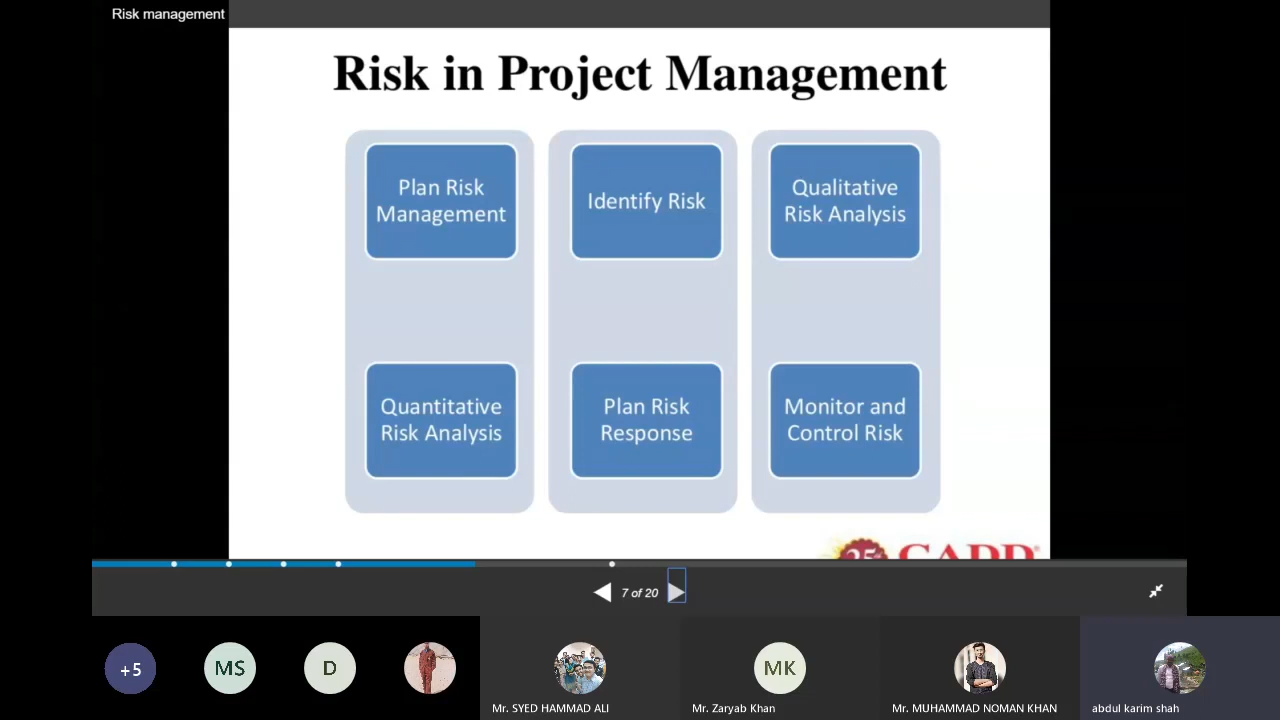 Risk management
Risk in Project Management
Plan Risk
Management
Identify Risk
Qualitative
Risk Analysis
Quantitative
Risk Analysis
Plan Risk
Response
Monitor and
Control Risk
7 of 20
+5
MS
D
MK
Mr. SYED HAMMAD ALI
Mr. Zaryab Khan
Mr. MUHAMMAD NOMAN KHAN
abdul karim shah